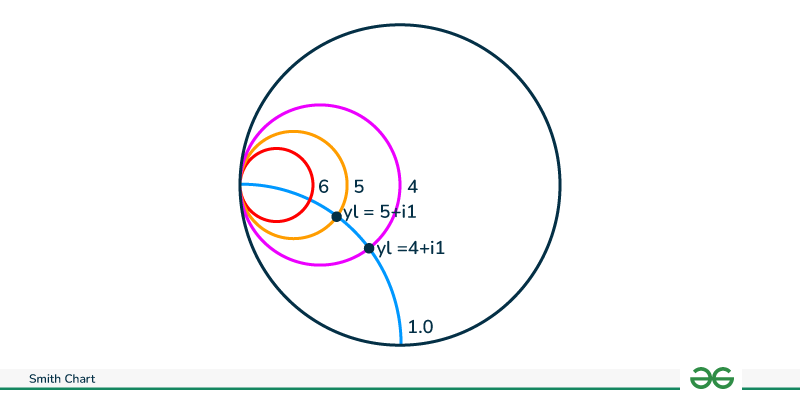 6 5 4
yl = 5+i1
yl =4+i1
1.0
Smith Chart